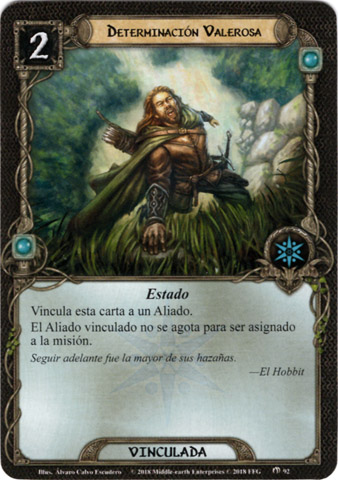 2
DETERMINACIÓN VALEROSA
Estado
Vincula esta carta a un Aliado.
El Aliado vinculado no se agota para ser asignado
a la misión.
Seguir adelante fue la mayor de sus hazañas.
—El Hobbit
VINCULADA
Illus. Álvaro Calvo Escudero © 2018 Middle-earth Enterprises © 2018 FFG 92